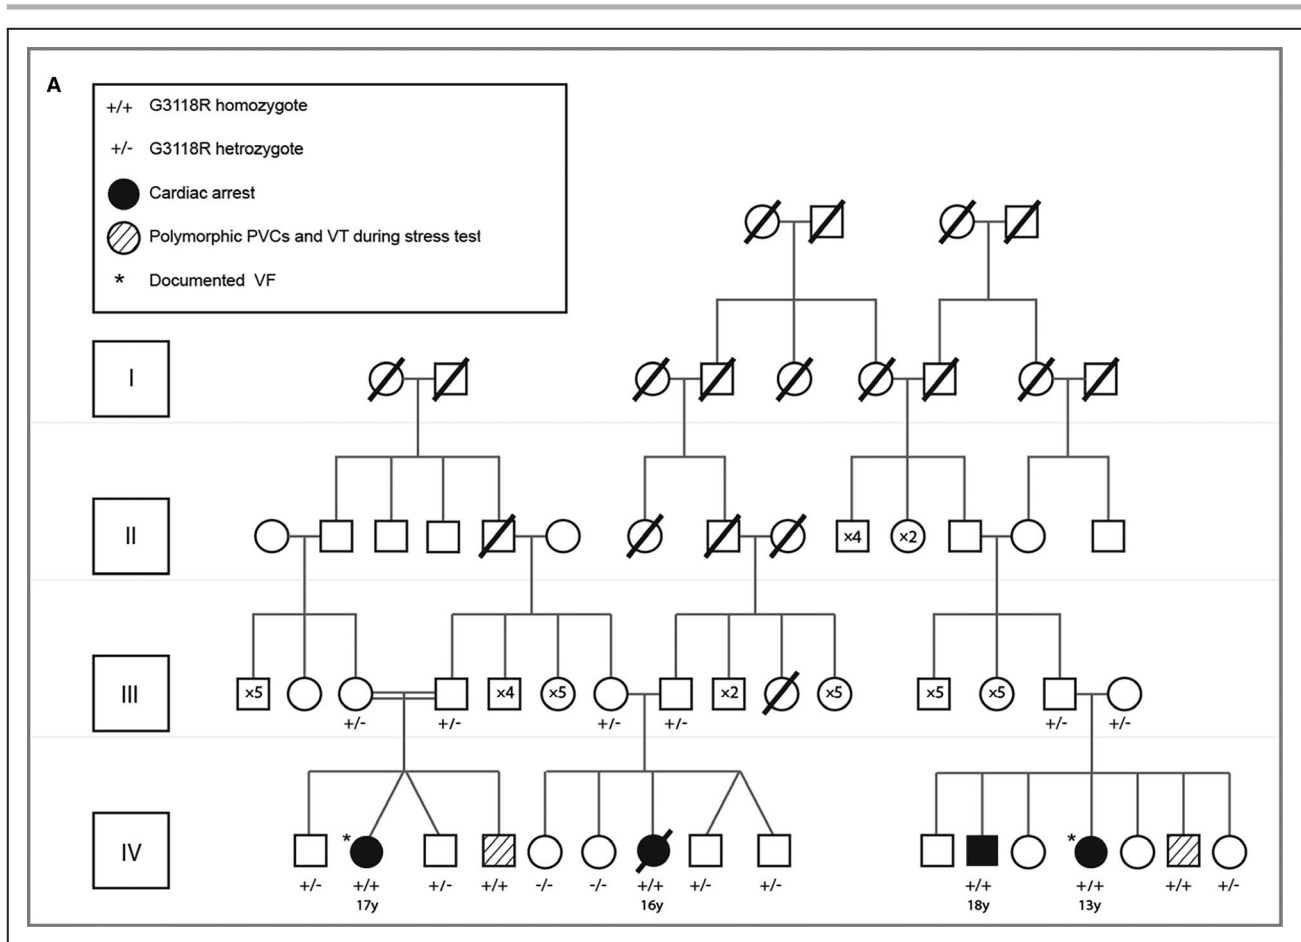 A
+/+ G3118R homozygote
+/- G3118R hetrozygote
Cardiac arrest
Polymorphic PVCs and VT during stress test
* Documented VF
I
II
×4 ×2
III
×5 ×4 ×5 ×2 ×5 ×5 ×5
+/- +/- +/- +/- +/- +/-
* *
IV
+/- +/+ +/- +/+ -/- -/- +/+ +/- +/- +/+ +/+ +/+ +/-
17y 16y 18y 13y